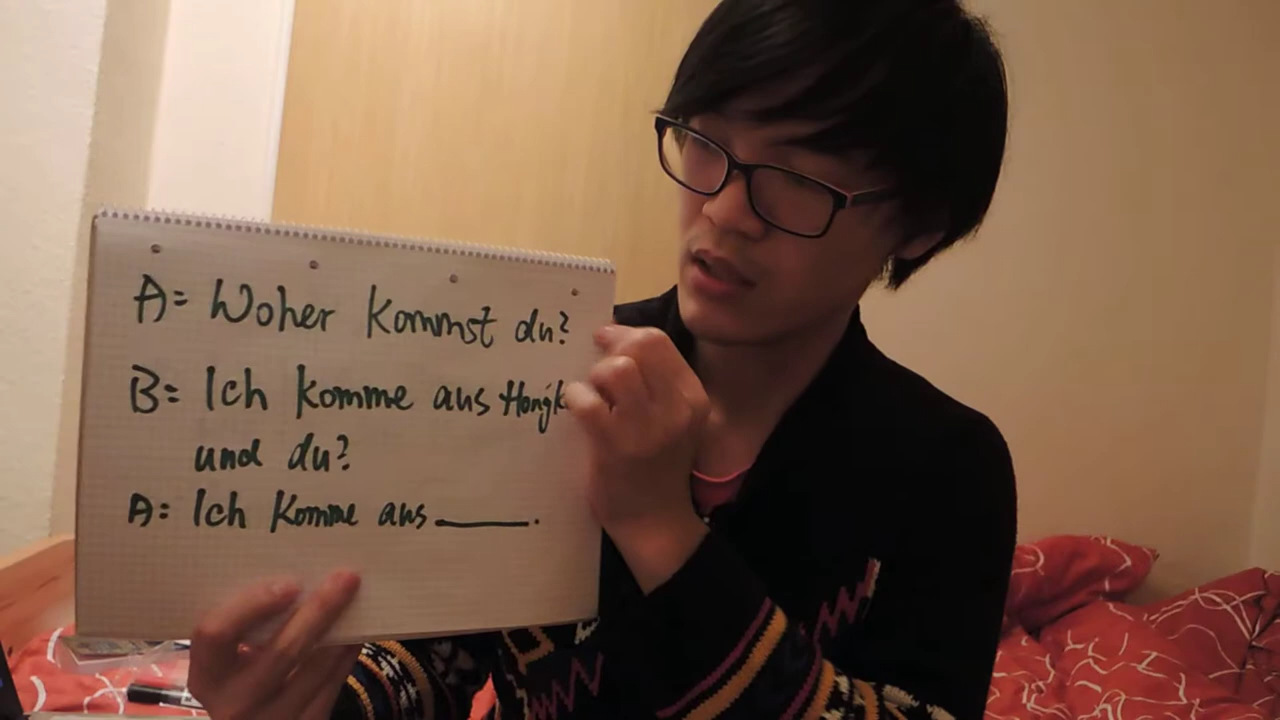 A= Woher kommst du?
B= Ich komme aus
und du?
A= Ich komme aus ____.